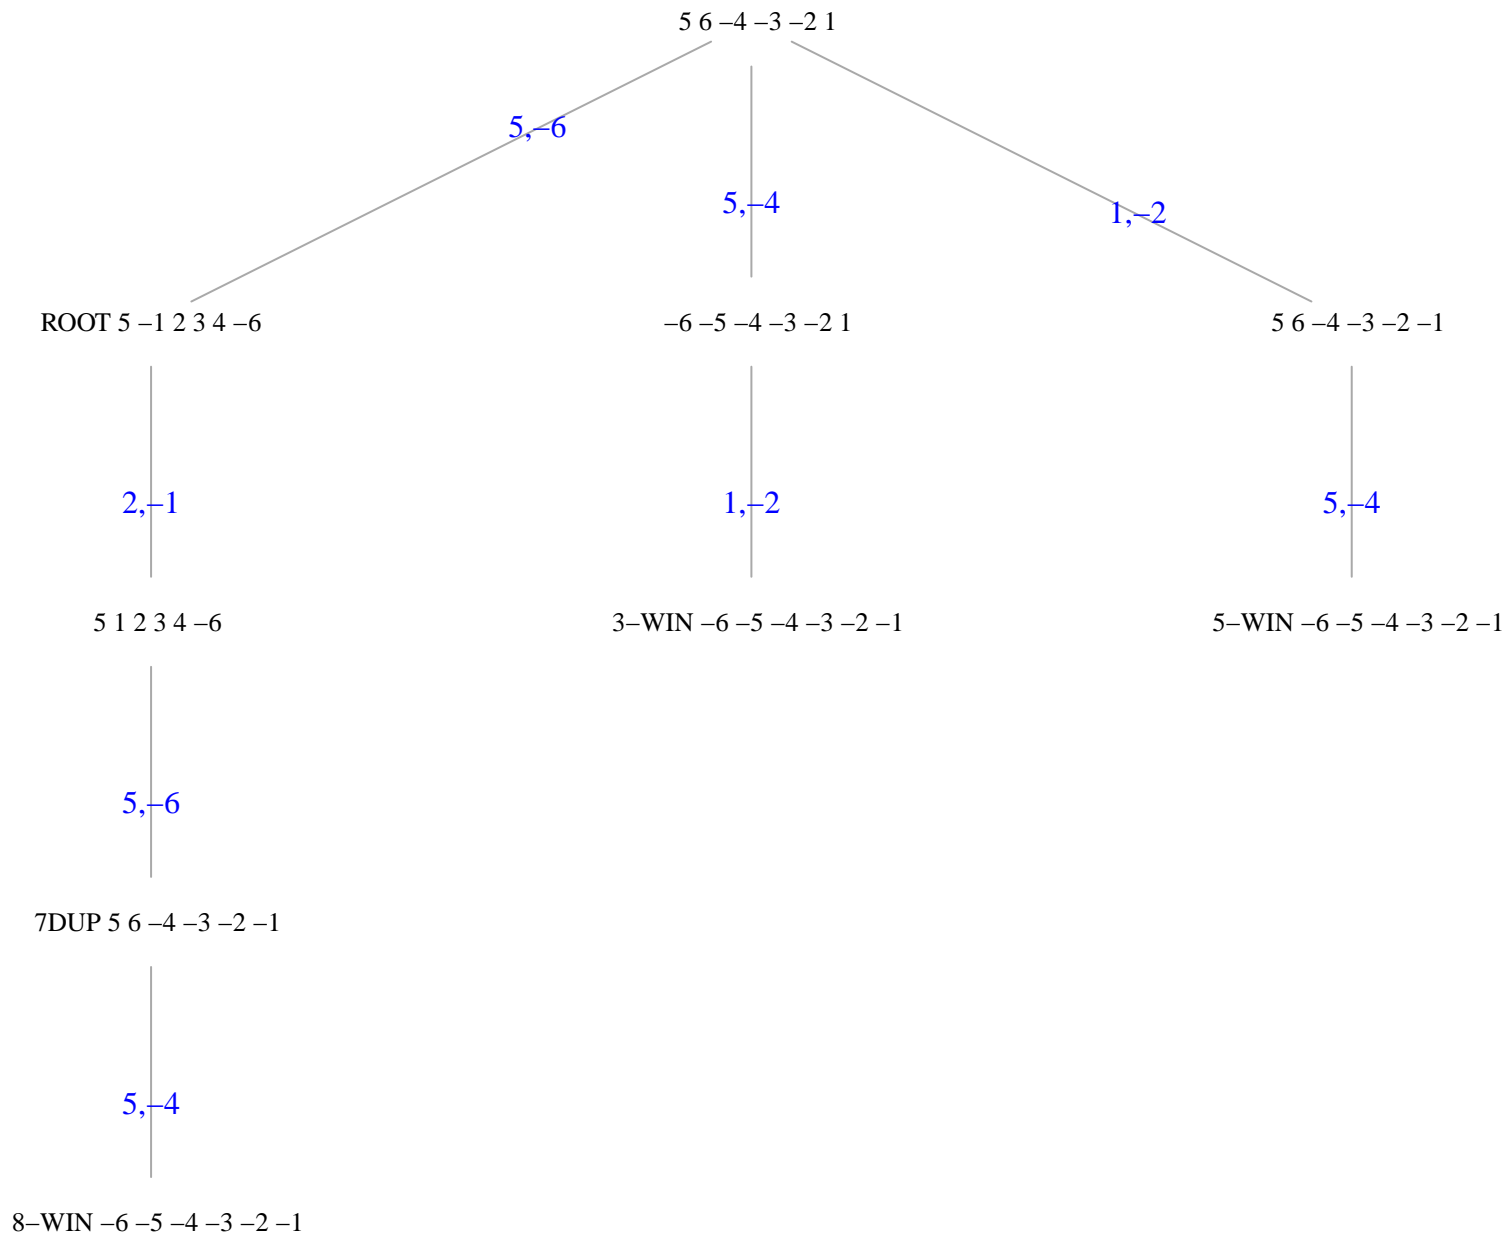 5 6 –4 –3 –2 1
5,–6
5,–4
1,–2
ROOT 5 –1 2 3 4 –6
–6 –5 –4 –3 –2 1
5 6 –4 –3 –2 –1
2,–1
1,–2
5,–4
5 1 2 3 4 –6
3–WIN –6 –5 –4 –3 –2 –1
5–WIN –6 –5 –4 –3 –2 –1
5,–6
7DUP 5 6 –4 –3 –2 –1
5,–4
8–WIN –6 –5 –4 –3 –2 –1